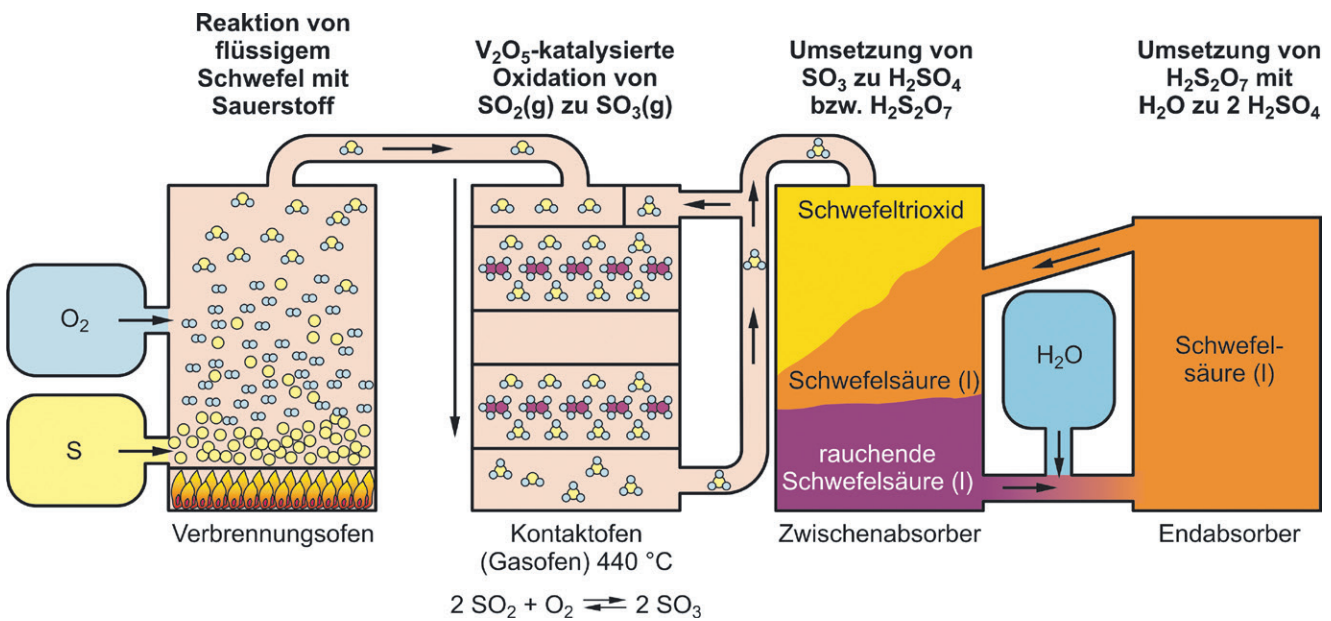 Reaktion von
flüssigem
Schwefel mit
Sauerstoff
V₂O₅-katalysierte
Oxidation von
SO₂(g) zu SO₃(g)
Umsetzung von
SO₃ zu H₂SO₄
bzw. H₂S₂O₇
Umsetzung von
H₂S₂O₇ mit
H₂O zu 2 H₂SO₄
O₂
S
Schwefeltrioxid
Schwefelsäure (l)
rauchende
Schwefelsäure (l)
H₂O
Schwefel-
säure (l)
Verbrennungsofen
Kontaktofen
(Gasofen) 440 °C
2 SO₂ + O₂ ⇌ 2 SO₃
Zwischenabsorber
Endabsorber